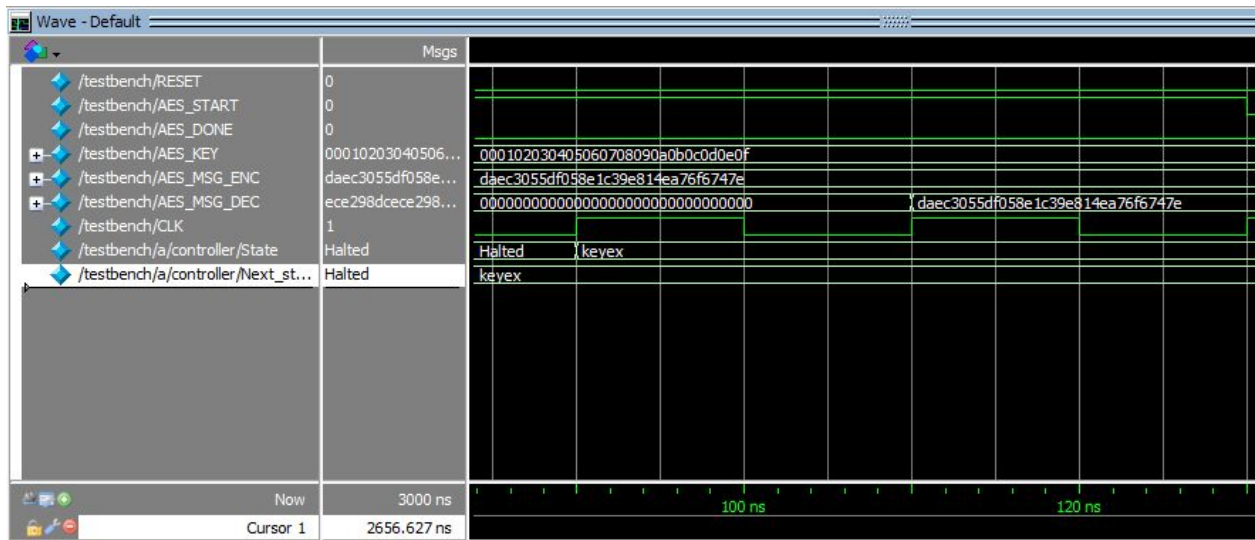 Wave - Default
Msgs
/testbench/RESET 0
/testbench/AES_START 0
/testbench/AES_DONE 0
/testbench/AES_KEY 00010203040506... 000102030405060708090a0b0c0d0e0f
/testbench/AES_MSG_ENC daec3055df058e... daec3055df058e1c39e814ea76f6747e
/testbench/AES_MSG_DEC ece298dcece298... 00000000000000000000000000000000 daec3055df058e1c39e814ea76f6747e
/testbench/CLK 1
/testbench/a/controller/State Halted Halted keyex
/testbench/a/controller/Next_st... Halted keyex
Now 3000 ns 100 ns 120 ns
Cursor 1 2656.627 ns